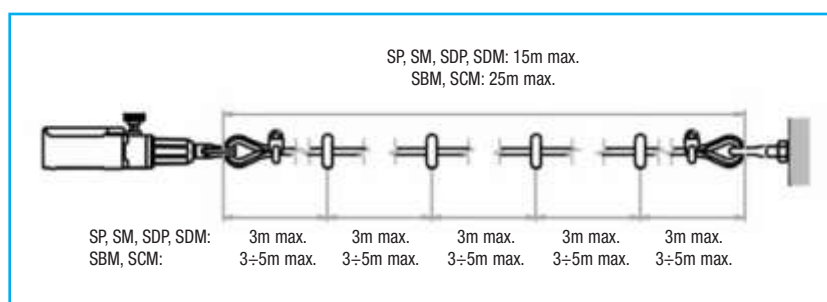 SP, SM, SDP, SDM: 15m max.
SBM, SCM: 25m max.
SP, SM, SDP, SDM: 3m max. 3m max. 3m max. 3m max. 3m max.
SBM, SCM: 3÷5m max. 3÷5m max. 3÷5m max. 3÷5m max. 3÷5m max.